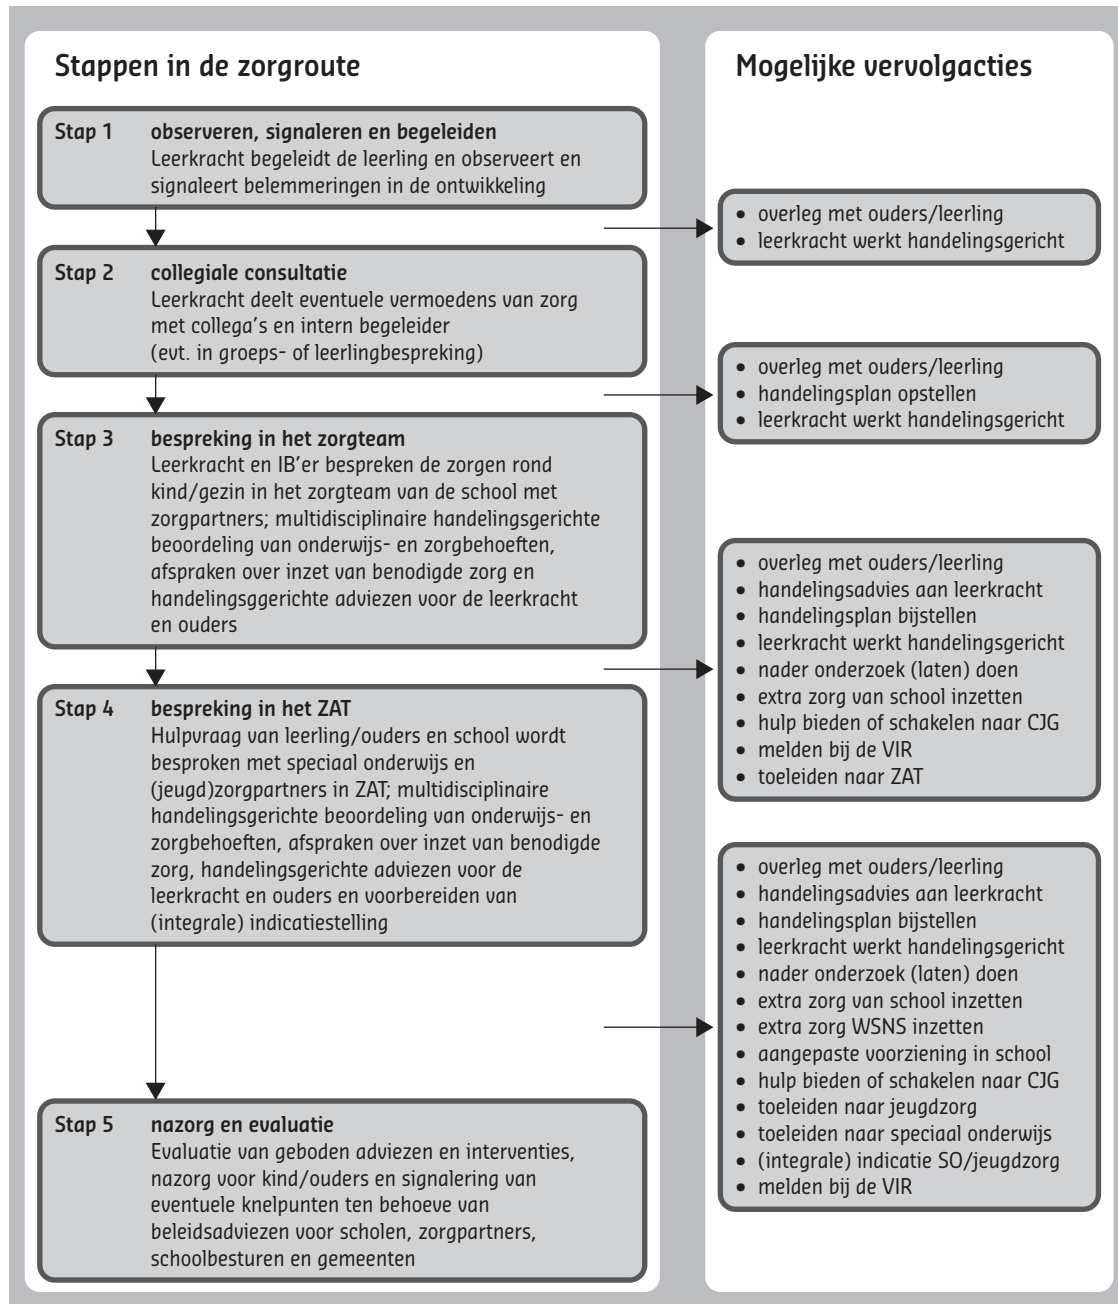 Stappen in de zorgroute
Stap 1 observeren, signaleren en begeleiden
Leerkracht begeleidt de leerling en observeert en
signaleert belemmeringen in de ontwikkeling
Stap 2 collegiale consultatie
Leerkracht deelt eventuele vermoedens van zorg
met collega's en intern begeleider
(evt. in groeps- of leerlingbespreking)
Stap 3 bespreking in het zorgteam
Leerkracht en IB'er bespreken de zorgen rond
kind/gezin in het zorgteam van de school met
zorgpartners; multidisciplinaire handelingsgerichte
beoordeling van onderwijs- en zorgbehoeften,
afspraken over inzet van benodigde zorg en
handelingsggerichte adviezen voor de leerkracht
en ouders
Stap 4 bespreking in het ZAT
Hulpvraag van leerling/ouders en school wordt
besproken met speciaal onderwijs en
(jeugd)zorgpartners in ZAT; multidisciplinaire
handelingsgerichte beoordeling van onderwijs- en
zorgbehoeften, afspraken over inzet van benodigde
zorg, handelingsgerichte adviezen voor de
leerkracht en ouders en voorbereiden van
(integrale) indicatiestelling
Stap 5 nazorg en evaluatie
Evaluatie van geboden adviezen en interventies,
nazorg voor kind/ouders en signalering van
eventuele knelpunten ten behoeve van
beleidsadviezen voor scholen, zorgpartners,
schoolbesturen en gemeenten
Mogelijke vervolgacties
• overleg met ouders/leerling
• leerkracht werkt handelingsgericht
• overleg met ouders/leerling
• handelingsplan opstellen
• leerkracht werkt handelingsgericht
• overleg met ouders/leerling
• handelingsadvies aan leerkracht
• handelingsplan bijstellen
• leerkracht werkt handelingsgericht
• nader onderzoek (laten) doen
• extra zorg van school inzetten
• hulp bieden of schakelen naar CJG
• melden bij de VIR
• toeleiden naar ZAT
• overleg met ouders/leerling
• handelingsadvies aan leerkracht
• handelingsplan bijstellen
• leerkracht werkt handelingsgericht
• nader onderzoek (laten) doen
• extra zorg van school inzetten
• extra zorg WSNS inzetten
• aangepaste voorziening in school
• hulp bieden of schakelen naar CJG
• toeleiden naar jeugdzorg
• toeleiden naar speciaal onderwijs
• (integrale) indicatie SO/jeugdzorg
• melden bij de VIR